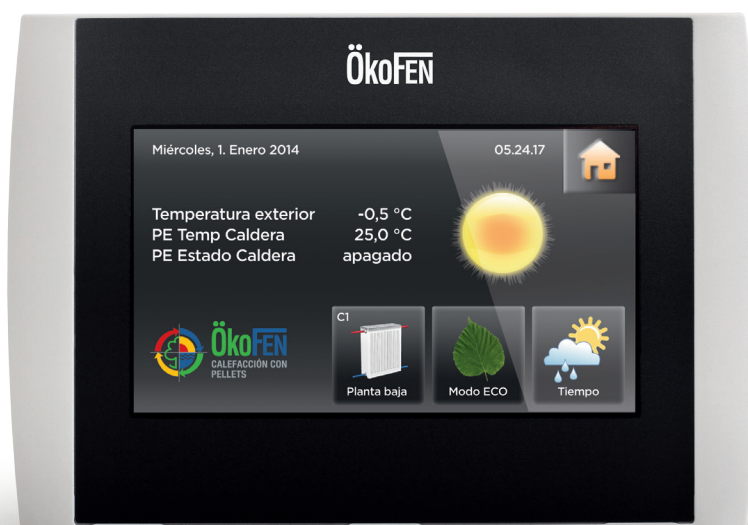 ÖkoFEN
Miércoles, 1. Enero 2014
05.24.17
Temperatura exterior -0,5 °C
PE Temp Caldera 25,0 °C
PE Estado Caldera apagado
ÖkoFEN
CALEFACCIÓN CON
PELLETS
C1
Planta baja
Modo ECO
Tiempo